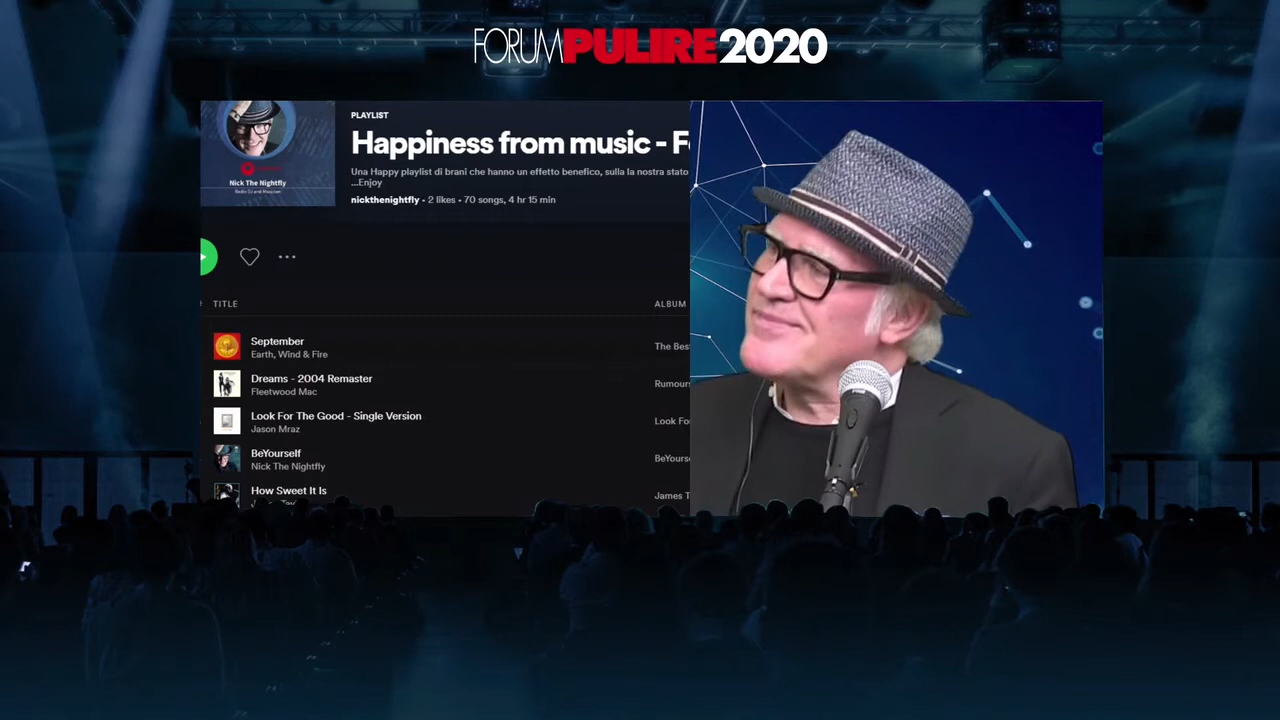 FORUMPULIRE2020
PLAYLIST
Happiness from music - F
Una Happy playlist di brani che hanno un effetto benefico, sulla la nostra stato
...Enjoy
Nick The Nightfly
nickthenightfly • 2 likes • 70 songs, 4 hr 15 min
TITLE ALBUM
September
Earth, Wind & Fire
The Bes
Dreams - 2004 Remaster
Fleetwood Mac
Rumour
Look For The Good - Single Version
Jason Mraz
Look Fo
BeYourself
Nick The Nightfly
BeYours
How Sweet It Is
James T